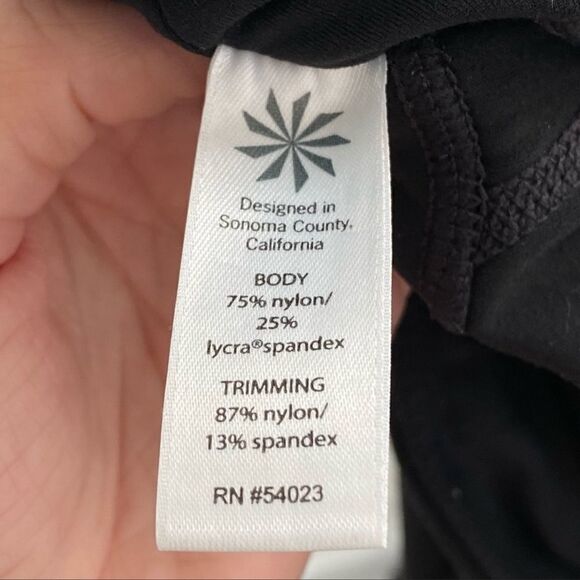 Designed in
Sonoma County,
California
BODY
75% nylon/
25%
lycra®spandex
TRIMMING
87% nylon/
13% spandex
RN #54023